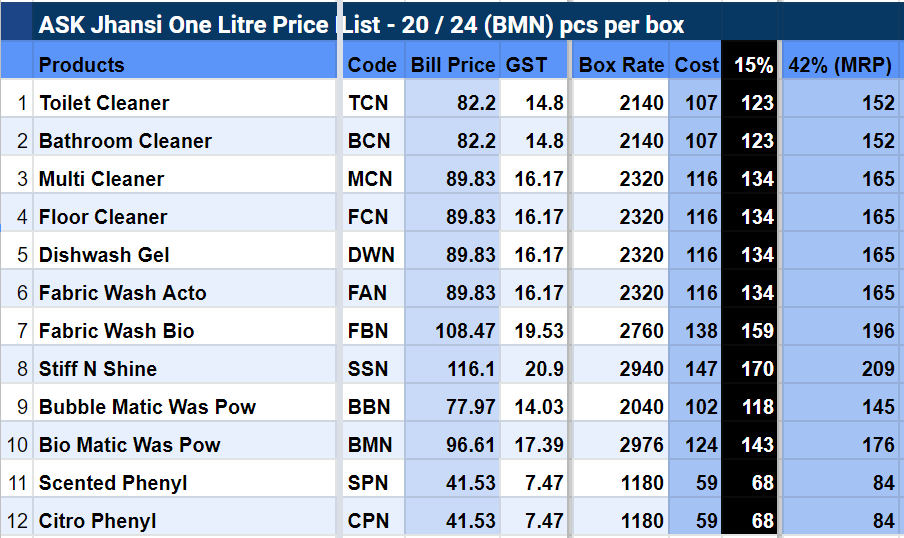 ASK Jhansi One Litre Price List - 20 / 24 (BMN) pcs per box
Products Code Bill Price GST Box Rate Cost 15% 42% (MRP)
1 Toilet Cleaner TCN 82.2 14.8 2140 107 123 152
2 Bathroom Cleaner BCN 82.2 14.8 2140 107 123 152
3 Multi Cleaner MCN 89.83 16.17 2320 116 134 165
4 Floor Cleaner FCN 89.83 16.17 2320 116 134 165
5 Dishwash Gel DWN 89.83 16.17 2320 116 134 165
6 Fabric Wash Acto FAN 89.83 16.17 2320 116 134 165
7 Fabric Wash Bio FBN 108.47 19.53 2760 138 159 196
8 Stiff N Shine SSN 116.1 20.9 2940 147 170 209
9 Bubble Matic Was Pow BBN 77.97 14.03 2040 102 118 145
10 Bio Matic Was Pow BMN 96.61 17.39 2976 124 143 176
11 Scented Phenyl SPN 41.53 7.47 1180 59 68 84
12 Citro Phenyl CPN 41.53 7.47 1180 59 68 84